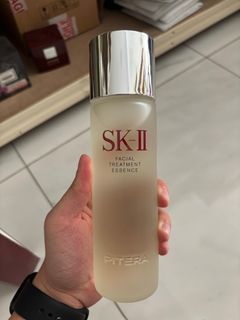 SK-II
FACIAL
TREATMENT
ESSENCE
PITERA